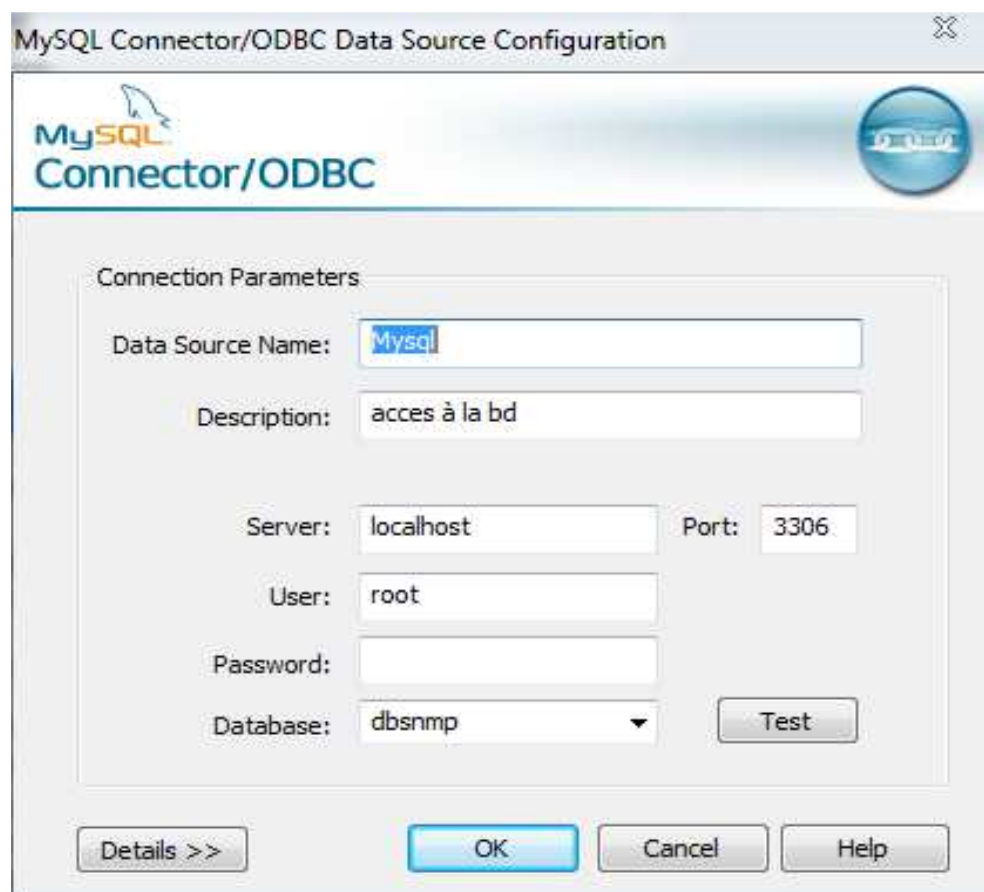 MySQL Connector/ODBC Data Source Configuration
MySQL
Connector/ODBC
Connection Parameters
Data Source Name: Mysql
Description: acces à la bd
Server: localhost Port: 3306
User: root
Password:
Database: dbsnmp Test
Details >> OK Cancel Help